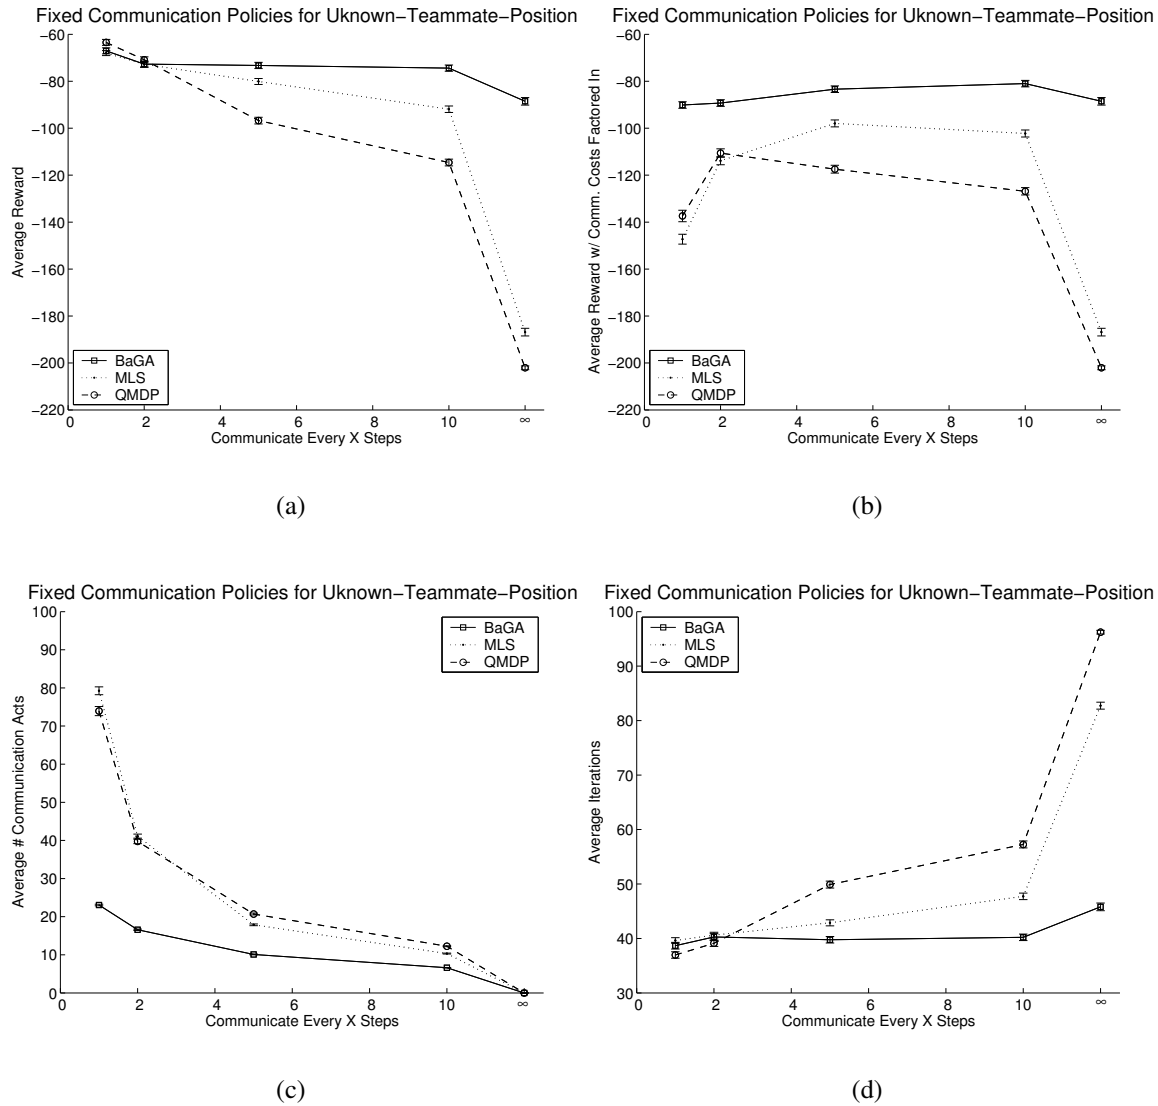 Fixed Communication Policies for Uknown−Teammate−Position
−60
−80
−100
−120
−140
−160
−180
−200
−220
Average Reward
BaGA
MLS
QMDP
0 2 4 6 8 10 ∞
Communicate Every X Steps
(a)
Fixed Communication Policies for Uknown−Teammate−Position
−60
−80
−100
−120
−140
−160
−180
−200
−220
Average Reward w/ Comm. Costs Factored In
BaGA
MLS
QMDP
0 2 4 6 8 10 ∞
Communicate Every X Steps
(b)
Fixed Communication Policies for Uknown−Teammate−Position
100
90
80
70
60
50
40
30
20
10
0
Average # Communication Acts
BaGA
MLS
QMDP
0 2 4 6 8 10 ∞
Communicate Every X Steps
(c)
Fixed Communication Policies for Uknown−Teammate−Position
100
90
80
70
60
50
40
30
Average Iterations
BaGA
MLS
QMDP
0 2 4 6 8 10 ∞
Communicate Every X Steps
(d)